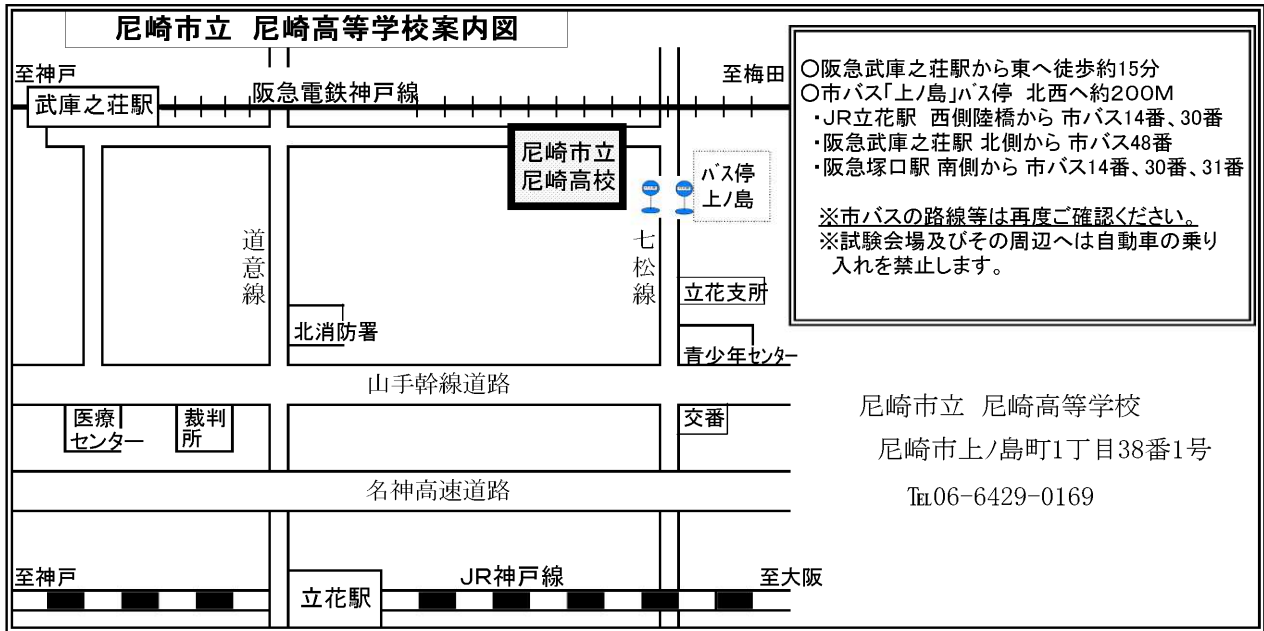 尼崎市立 尼崎高等学校案内図
至神戸
武庫之荘駅
阪急電鉄神戸線
至梅田
尼崎市立
尼崎高校
バス停
上ノ島
道意線
七松線
立花支所
北消防署
青少年センター
山手幹線道路
医療
センター
裁判
所
交番
名神高速道路
至神戸
立花駅
JR神戸線
至大阪
○阪急武庫之荘駅から東へ徒歩約15分
○市バス「上ノ島」バス停 北西へ約200M
・JR立花駅 西側陸橋から 市バス14番、30番
・阪急武庫之荘駅 北側から 市バス48番
・阪急塚口駅 南側から 市バス14番、30番、31番
※市バスの路線等は再度ご確認ください。
※試験会場及びその周辺へは自動車の乗り
入れを禁止します。
尼崎市立 尼崎高等学校
尼崎市上ノ島町1丁目38番1号
℡06-6429-0169